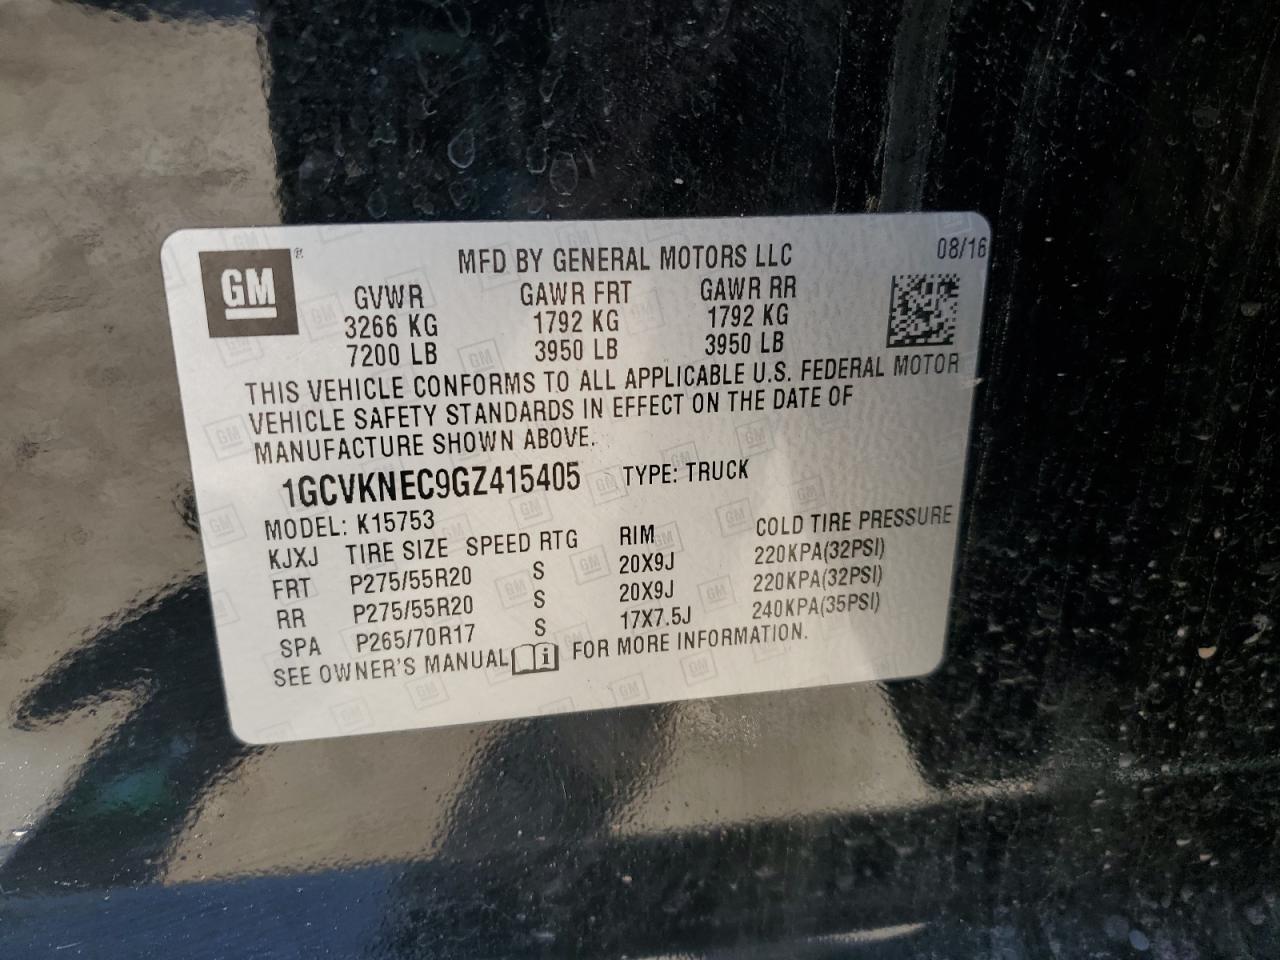 GM®
MFD BY GENERAL MOTORS LLC 08/16
GVWR GAWR FRT GAWR RR
3266 KG 1792 KG 1792 KG
7200 LB 3950 LB 3950 LB
THIS VEHICLE CONFORMS TO ALL APPLICABLE U.S. FEDERAL MOTOR
VEHICLE SAFETY STANDARDS IN EFFECT ON THE DATE OF
MANUFACTURE SHOWN ABOVE.
1GCVKNEC9GZ415405 TYPE: TRUCK
MODEL: K15753
KJXJ TIRE SIZE SPEED RTG RIM COLD TIRE PRESSURE
FRT P275/55R20 S 20X9J 220KPA(32PSI)
RR P275/55R20 S 20X9J 220KPA(32PSI)
SPA P265/70R17 S 17X7.5J 240KPA(35PSI)
SEE OWNER'S MANUAL i FOR MORE INFORMATION.